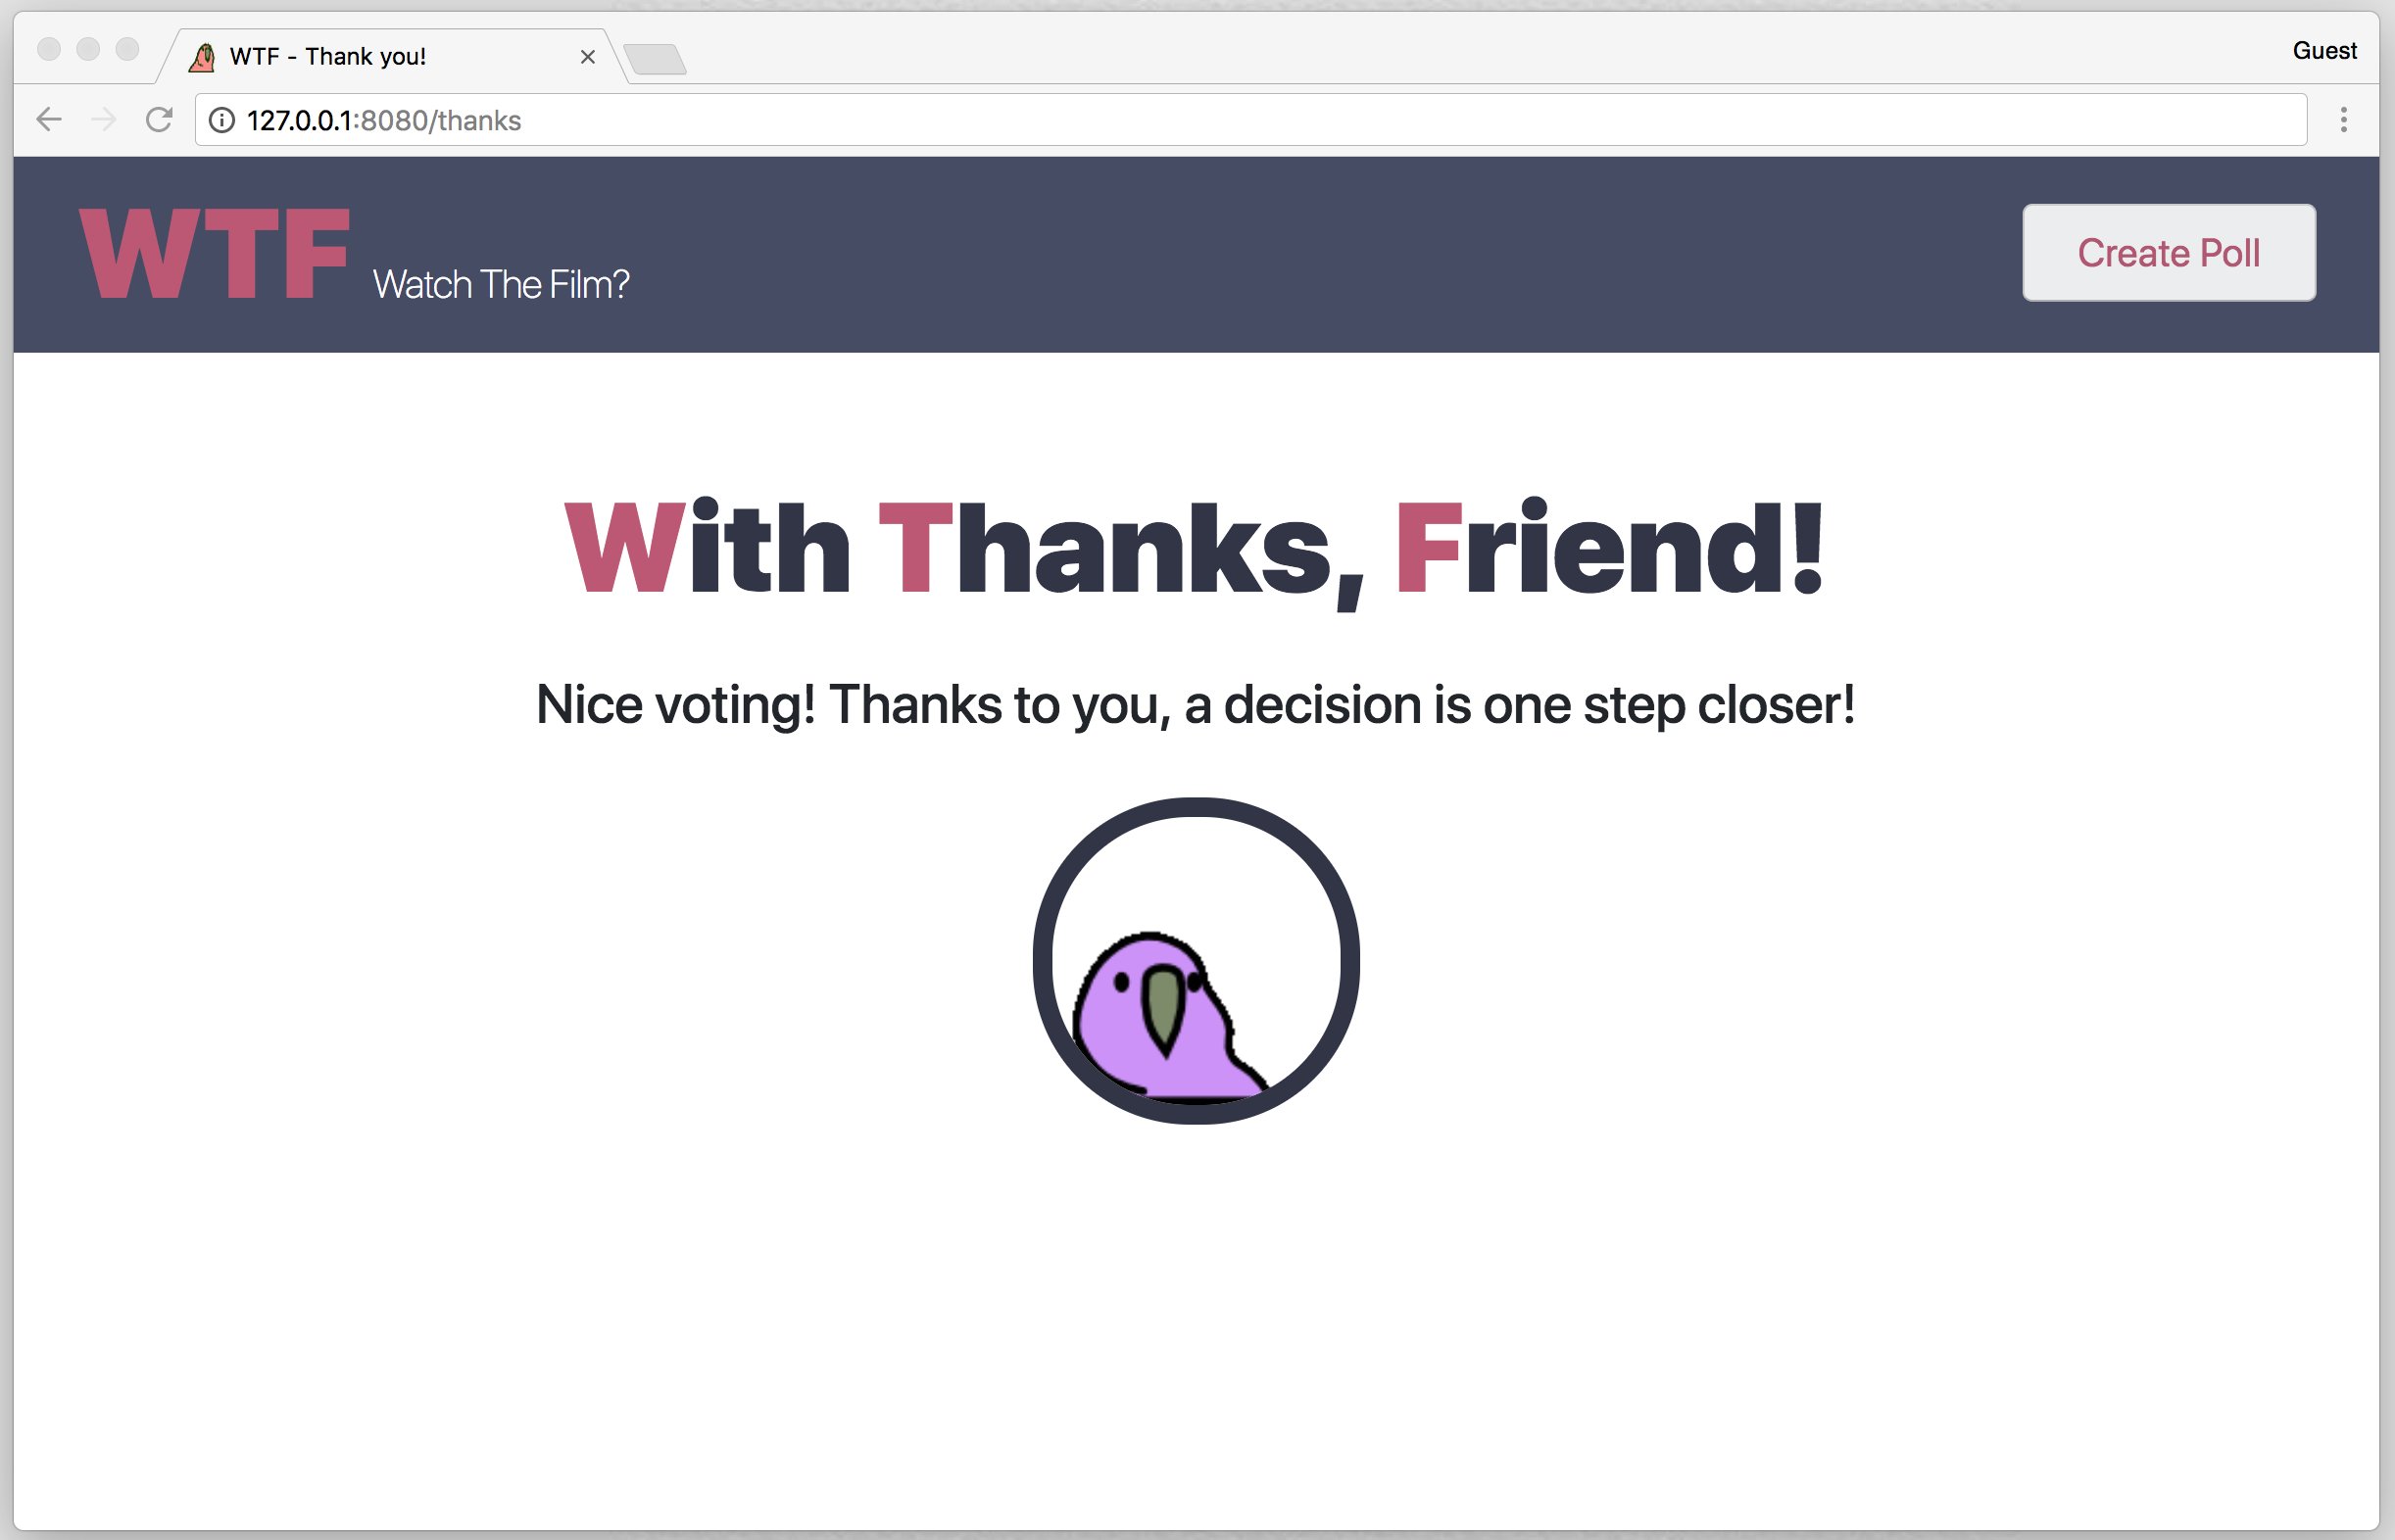 WTF - Thank you!
Guest
127.0.0.1:8080/thanks
WTF Watch The Film?
Create Poll
With Thanks, Friend!
Nice voting! Thanks to you, a decision is one step closer!